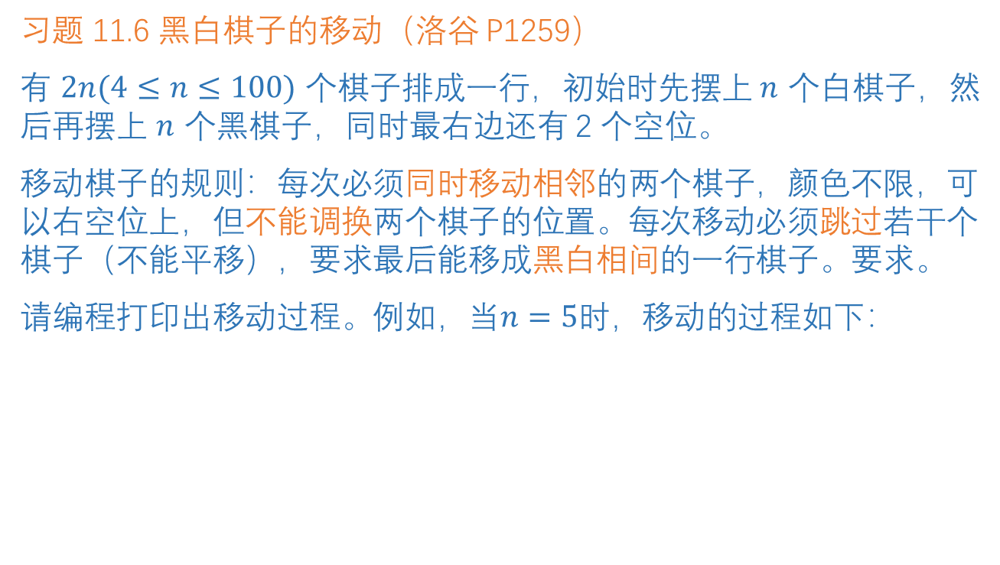 习题 11.6 黑白棋子的移动（洛谷 P1259）
有 2n(4 ≤ n ≤ 100) 个棋子排成一行，初始时先摆上 n 个白棋子，然
后再摆上 n 个黑棋子，同时最右边还有 2 个空位。
移动棋子的规则：每次必须同时移动相邻的两个棋子，颜色不限，可
以右空位上，但不能调换两个棋子的位置。每次移动必须跳过若干个
棋子（不能平移），要求最后能移成黑白相间的一行棋子。要求。
请编程打印出移动过程。例如，当n = 5时，移动的过程如下：